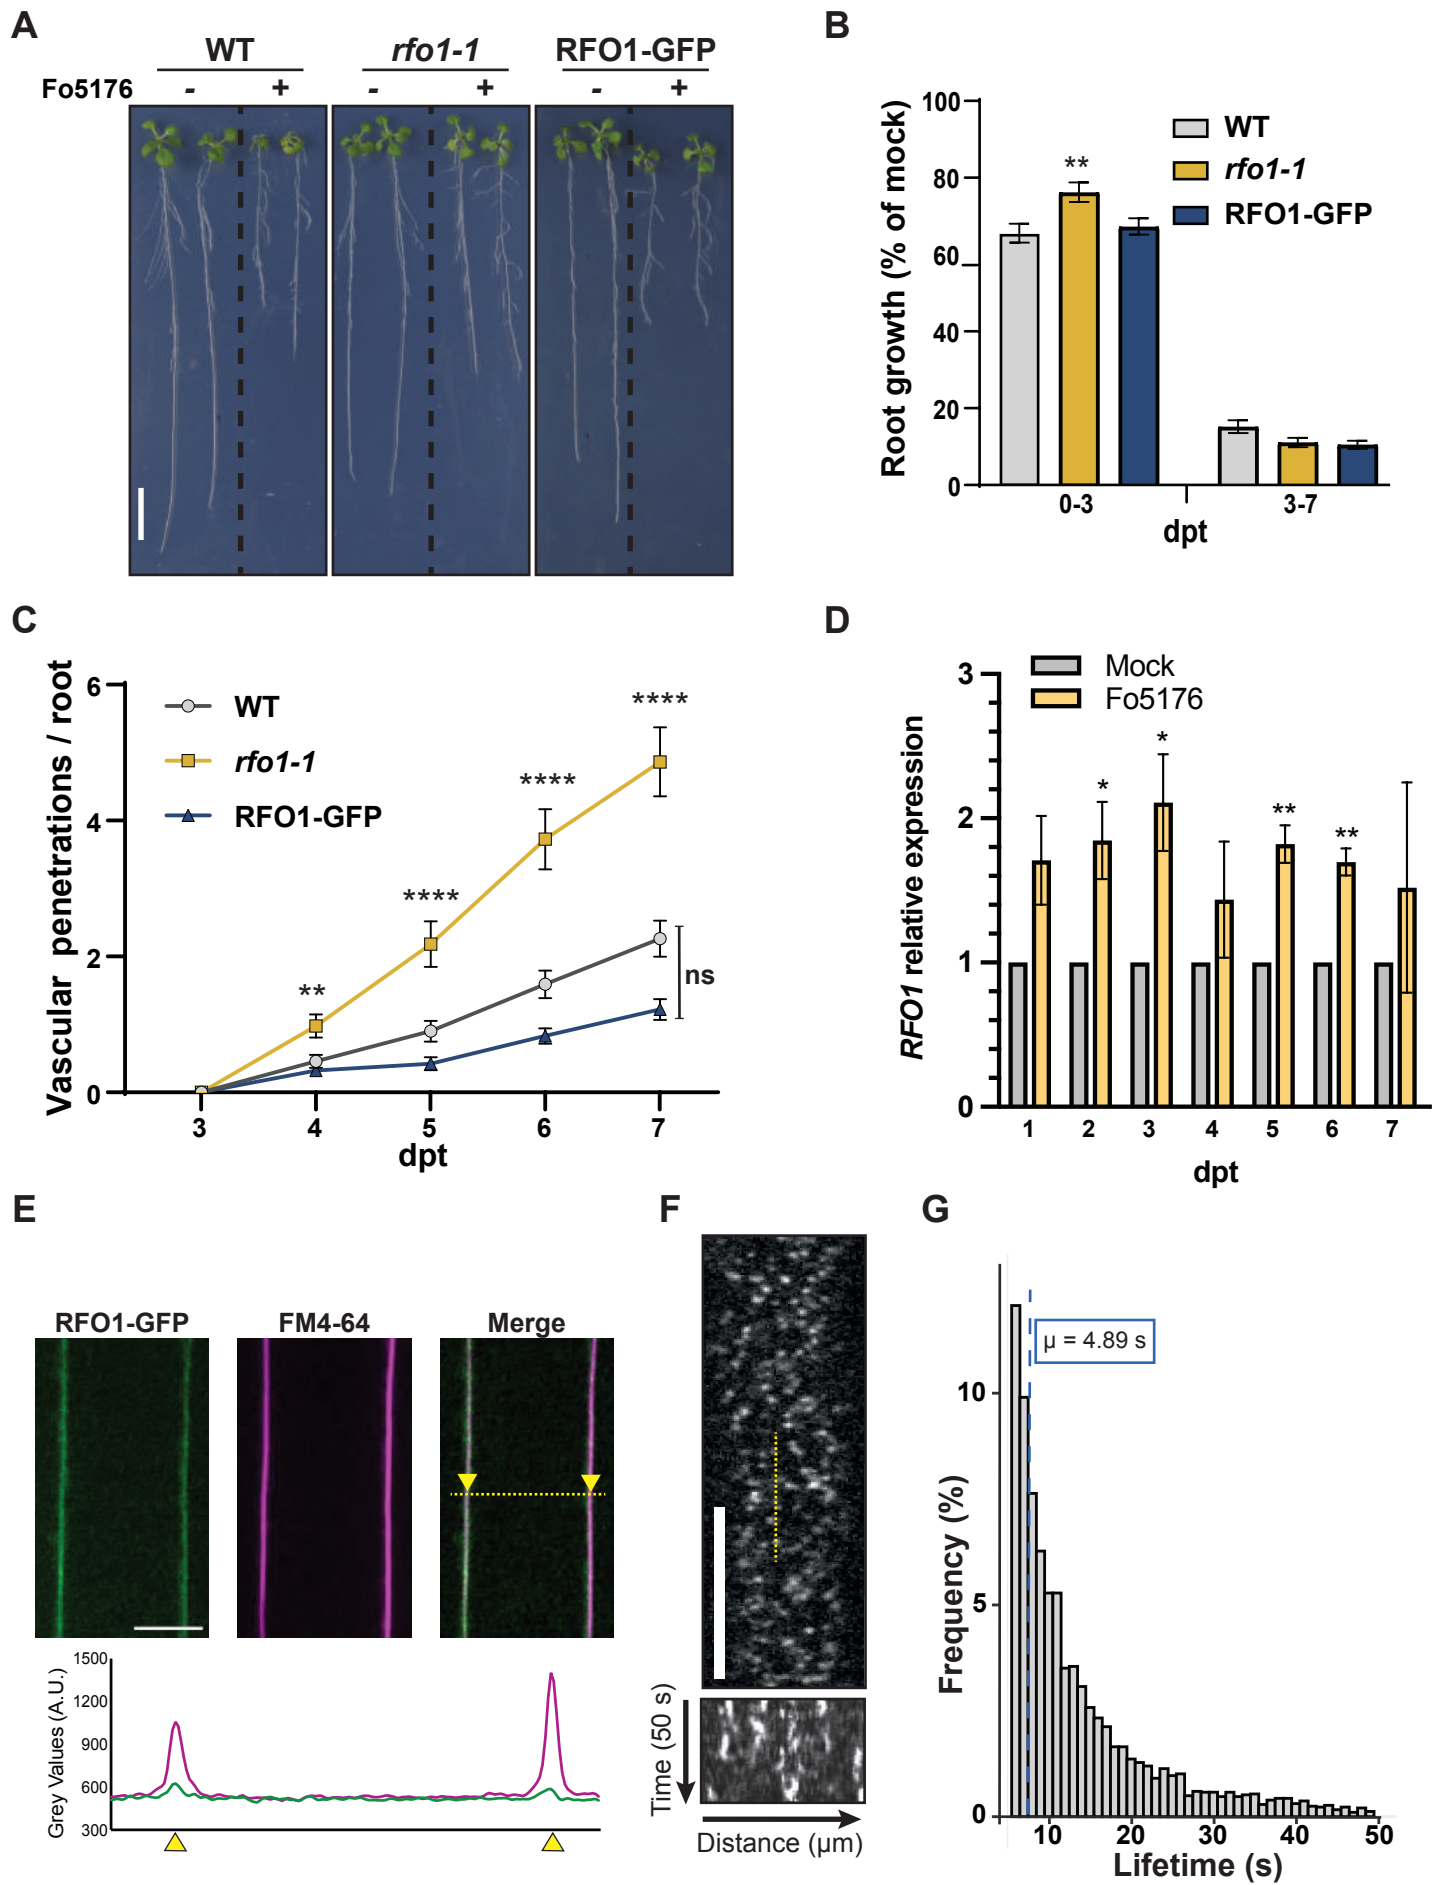 A
WT
rfo1-1
RFO1-GFP
Fo5176
- + - + - +
B
Root growth (% of mock)
100
80
60
40
20
0
WT
rfo1-1
RFO1-GFP
**
0-3
3-7
dpt
C
Vascular penetrations / root
6
4
2
0
WT
rfo1-1
RFO1-GFP
**
****
****
****
ns
3 4 5 6 7
dpt
D
RFO1 relative expression
3
2
1
0
Mock
Fo5176
*
*
**
**
1 2 3 4 5 6 7
dpt
E
RFO1-GFP
FM4-64
Merge
Grey Values (A.U.)
1500
1200
900
600
300
F
Time (50 s)
Distance (µm)
G
Frequency (%)
10
5
0
µ = 4.89 s
10 20 30 40 50
Lifetime (s)